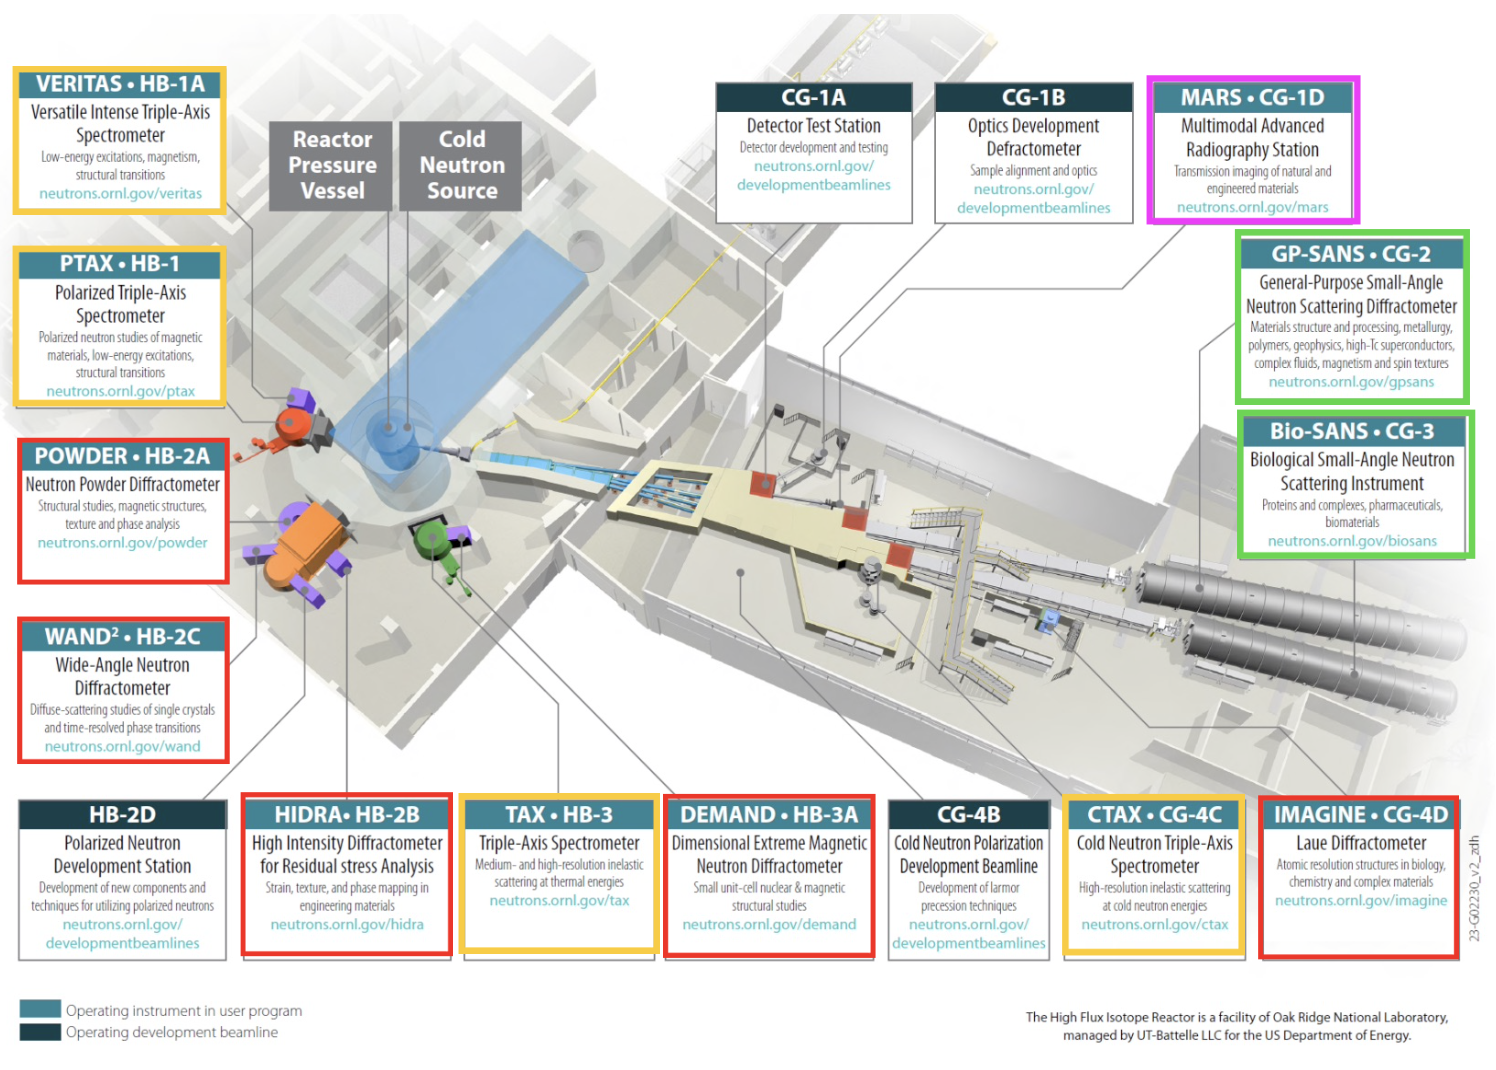 VERITAS • HB-1A
Versatile Intense Triple-Axis
Spectrometer
Low-energy excitations, magnetism,
structural transitions
neutrons.ornl.gov/veritas
PTAX • HB-1
Polarized Triple-Axis
Spectrometer
Polarized neutron studies of magnetic
materials, low-energy excitations,
structural transitions
neutrons.ornl.gov/ptax
POWDER • HB-2A
Neutron Powder Diffractometer
Structural studies, magnetic structures,
texture and phase analysis
neutrons.ornl.gov/powder
WAND² • HB-2C
Wide-Angle Neutron
Diffractometer
Diffuse-scattering studies of single crystals
and time-resolved phase transitions
neutrons.ornl.gov/wand
Reactor
Pressure
Vessel
Cold
Neutron
Source
CG-1A
Detector Test Station
Detector development and testing
neutrons.ornl.gov/
developmentbeamlines
CG-1B
Optics Development
Defractometer
Sample alignment and optics
neutrons.ornl.gov/
developmentbeamlines
MARS • CG-1D
Multimodal Advanced
Radiography Station
Transmission imaging of natural and
engineered materials
neutrons.ornl.gov/mars
GP-SANS • CG-2
General-Purpose Small-Angle
Neutron Scattering Diffractometer
Materials structure and processing, metallurgy,
polymers, geophysics, high-Tc superconductors,
complex fluids, magnetism and spin textures
neutrons.ornl.gov/gpsans
Bio-SANS • CG-3
Biological Small-Angle Neutron
Scattering Instrument
Proteins and complexes, pharmaceuticals,
biomaterials
neutrons.ornl.gov/biosans
HB-2D
Polarized Neutron
Development Station
Development of new components and
techniques for utilizing polarized neutrons
neutrons.ornl.gov/
developmentbeamlines
HIDRA• HB-2B
High Intensity Diffractometer
for Residual stress Analysis
Strain, texture, and phase mapping in
engineering materials
neutrons.ornl.gov/hidra
TAX • HB-3
Triple-Axis Spectrometer
Medium- and high-resolution inelastic
scattering at thermal energies
neutrons.ornl.gov/tax
DEMAND • HB-3A
Dimensional Extreme Magnetic
Neutron Diffractometer
Small unit-cell nuclear & magnetic
structural studies
neutrons.ornl.gov/demand
CG-4B
Cold Neutron Polarization
Development Beamline
Development of larmor
precession techniques
neutrons.ornl.gov/
developmentbeamlines
CTAX • CG-4C
Cold Neutron Triple-Axis
Spectrometer
High-resolution inelastic scattering
at cold neutron energies
neutrons.ornl.gov/ctax
IMAGINE • CG-4D
Laue Diffractometer
Atomic resolution structures in biology,
chemistry and complex materials
neutrons.ornl.gov/imagine
23-G02230_v2_zdh
Operating instrument in user program
Operating development beamline
The High Flux Isotope Reactor is a facility of Oak Ridge National Laboratory,
managed by UT-Battelle LLC for the US Department of Energy.